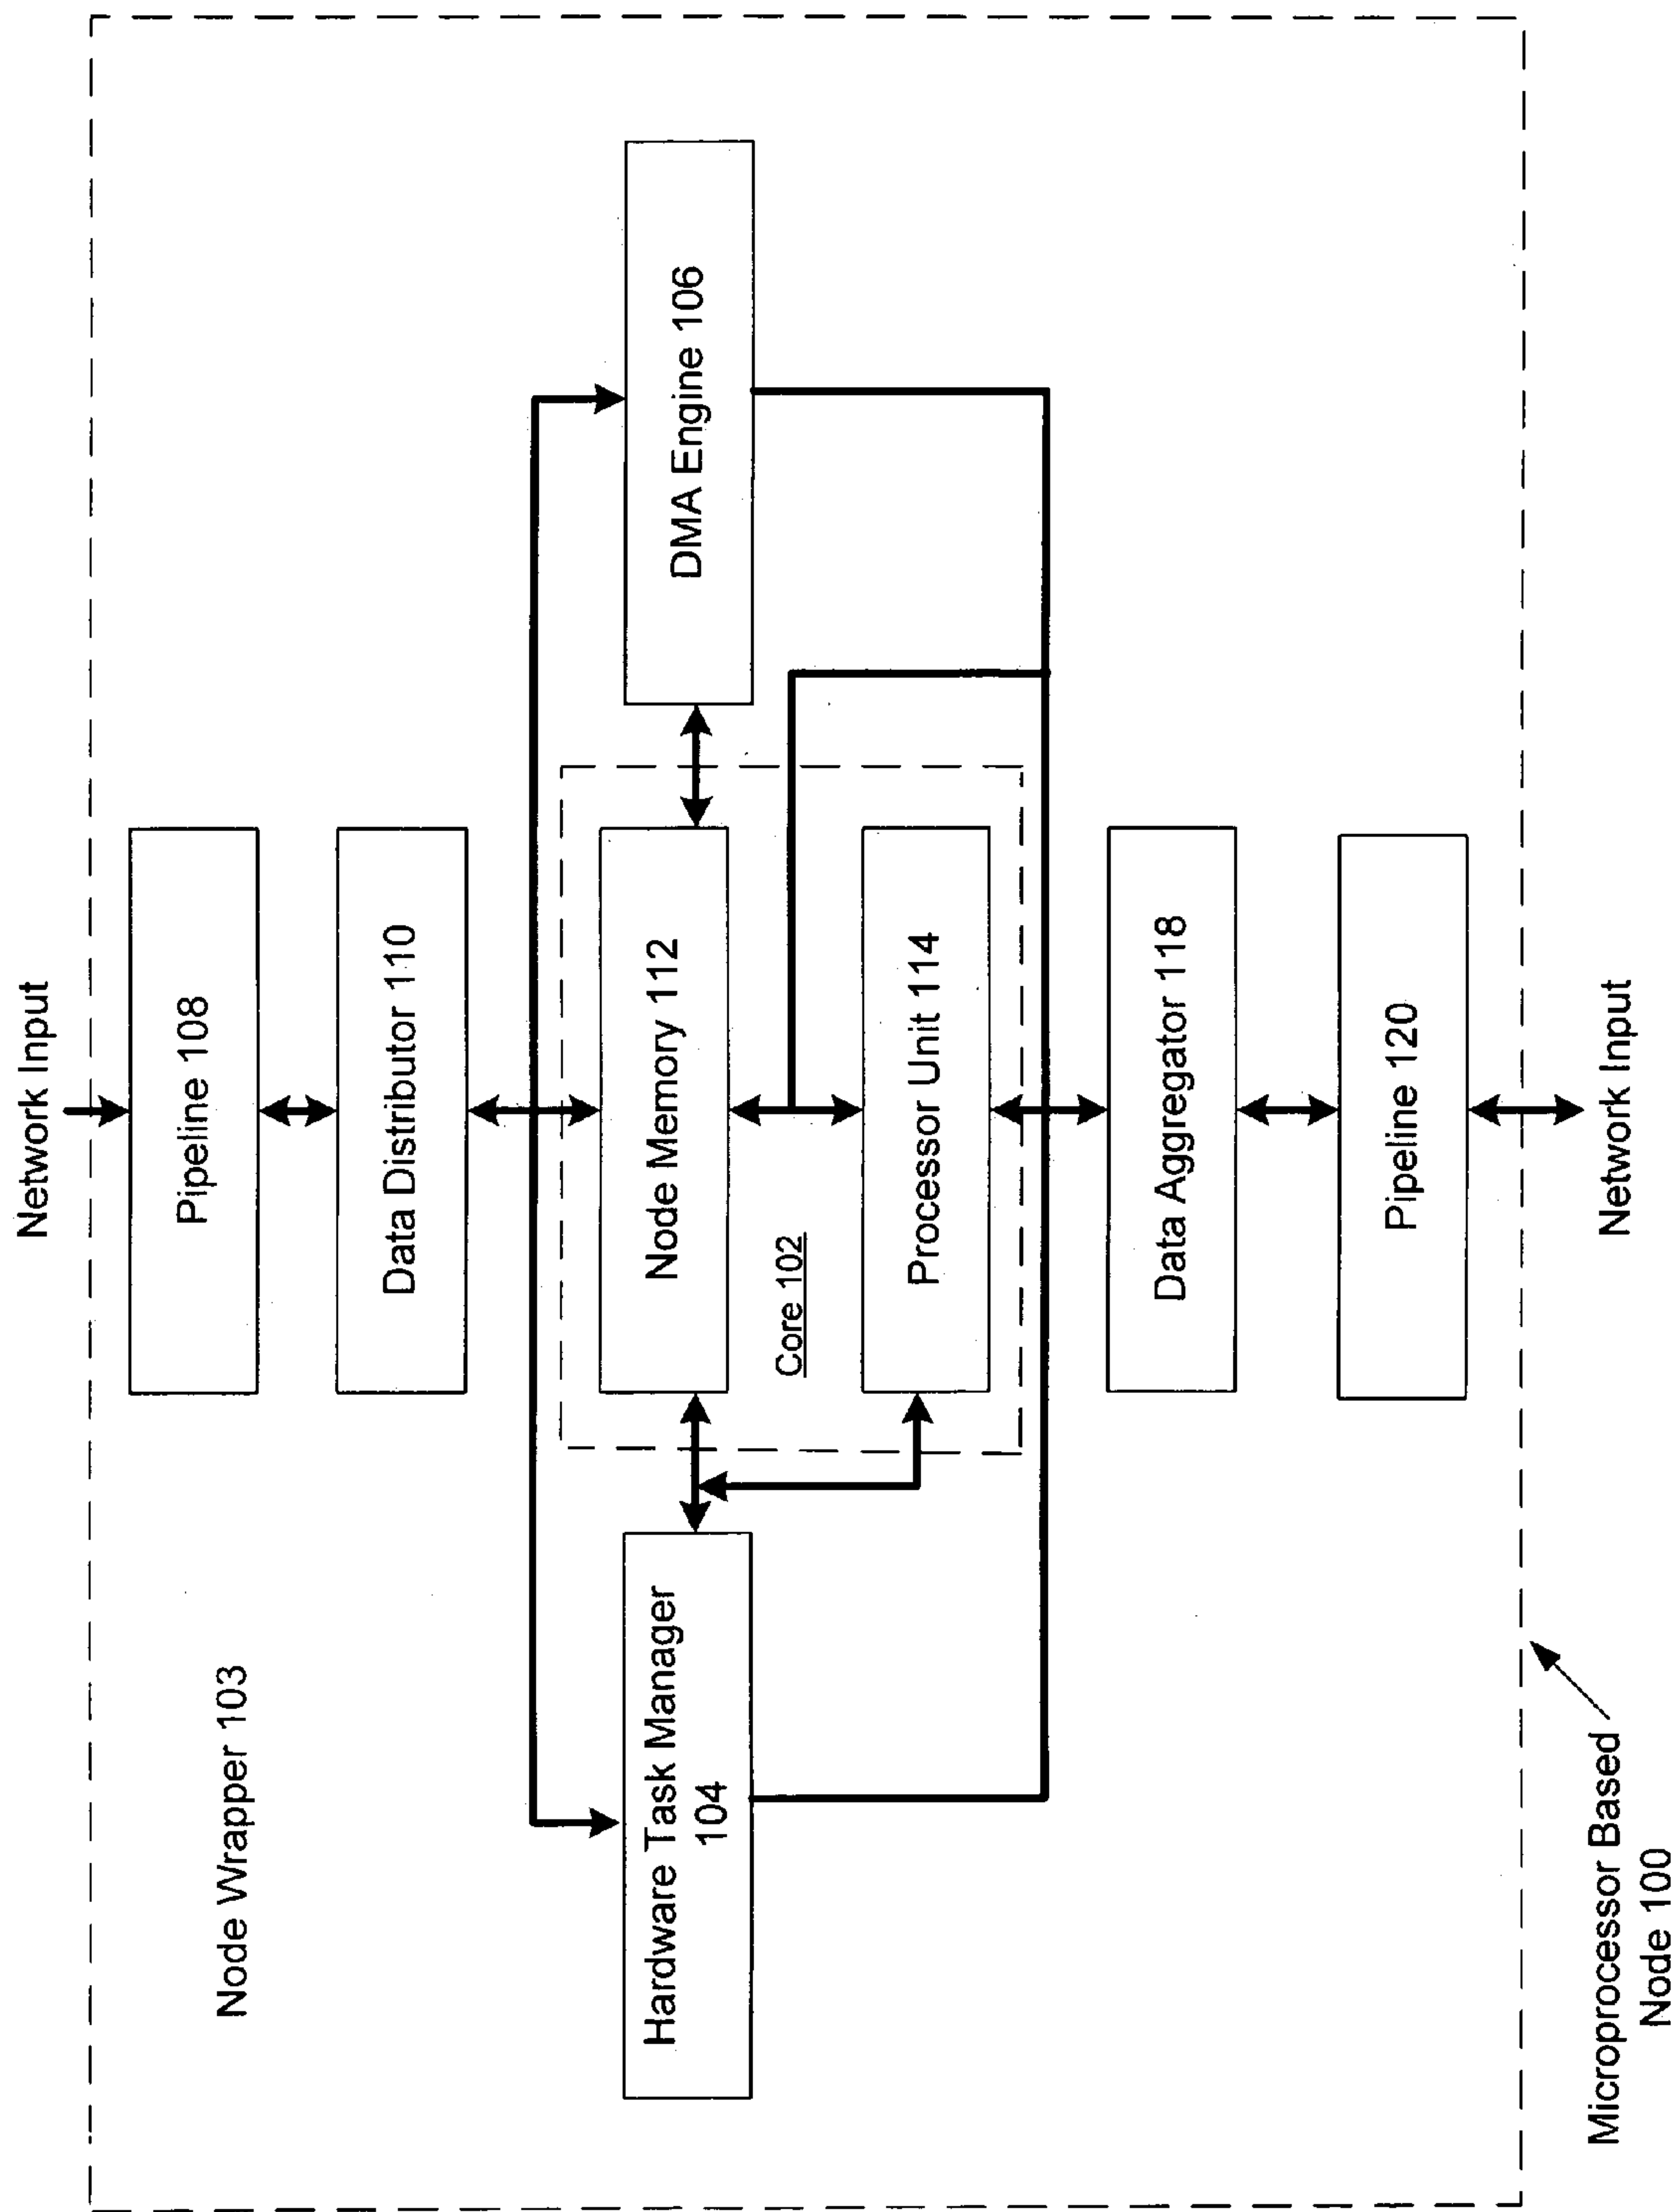 Network Input
Node Wrapper 103
Pipeline 108
Data Distributor 110
Hardware Task Manager
104
Node Memory 112
DMA Engine 106
Core 102
Processor Unit 114
Data Aggregator 118
Pipeline 120
Network Input
Microprocessor Based
Node 100